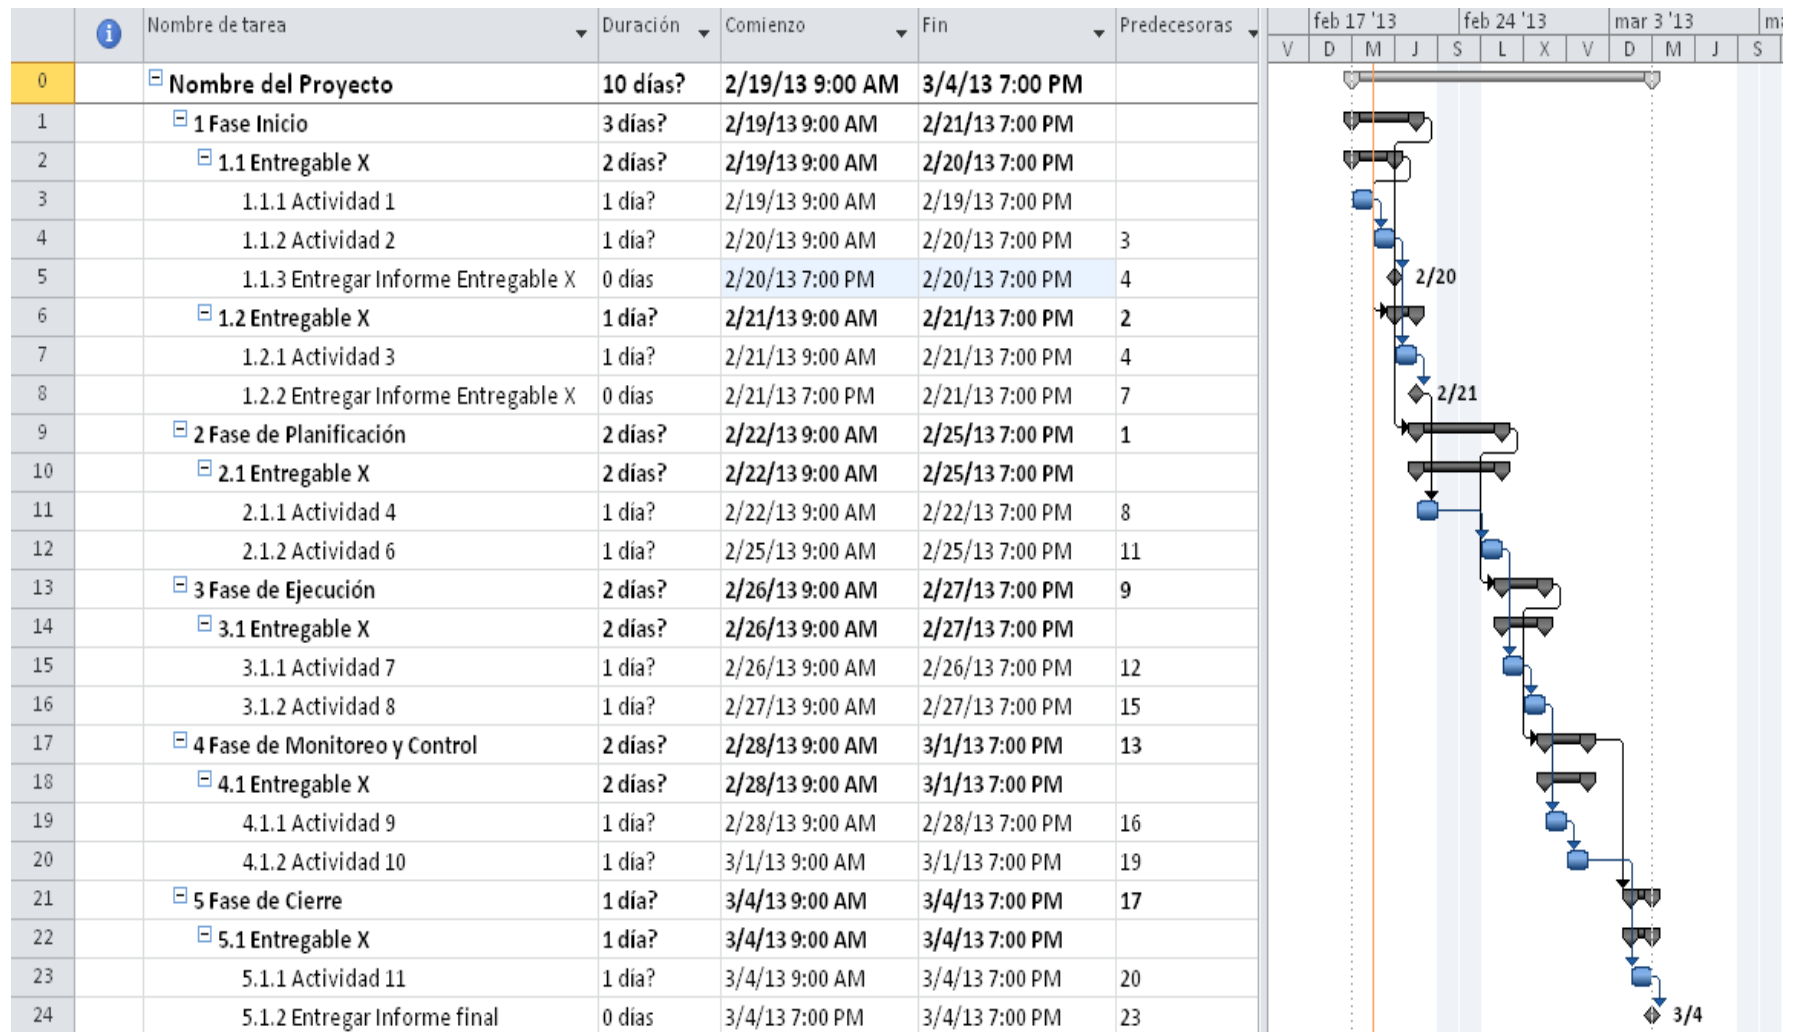 Nombre de tarea Duración Comienzo Fin Predecesoras feb 17 '13 feb 24 '13 mar 3 '13
V D M J S L X V D M J S
0 Nombre del Proyecto 10 días? 2/19/13 9:00 AM 3/4/13 7:00 PM
1 1 Fase Inicio 3 días? 2/19/13 9:00 AM 2/21/13 7:00 PM
2 1.1 Entregable X 2 días? 2/19/13 9:00 AM 2/20/13 7:00 PM
3 1.1.1 Actividad 1 1 día? 2/19/13 9:00 AM 2/19/13 7:00 PM
4 1.1.2 Actividad 2 1 día? 2/20/13 9:00 AM 2/20/13 7:00 PM 3
5 1.1.3 Entregar Informe Entregable X 0 días 2/20/13 7:00 PM 2/20/13 7:00 PM 4 2/20
6 1.2 Entregable X 1 día? 2/21/13 9:00 AM 2/21/13 7:00 PM 2
7 1.2.1 Actividad 3 1 día? 2/21/13 9:00 AM 2/21/13 7:00 PM 4
8 1.2.2 Entregar Informe Entregable X 0 días 2/21/13 7:00 PM 2/21/13 7:00 PM 7 2/21
9 2 Fase de Planificación 2 días? 2/22/13 9:00 AM 2/25/13 7:00 PM 1
10 2.1 Entregable X 2 días? 2/22/13 9:00 AM 2/25/13 7:00 PM
11 2.1.1 Actividad 4 1 día? 2/22/13 9:00 AM 2/22/13 7:00 PM 8
12 2.1.2 Actividad 6 1 día? 2/25/13 9:00 AM 2/25/13 7:00 PM 11
13 3 Fase de Ejecución 2 días? 2/26/13 9:00 AM 2/27/13 7:00 PM 9
14 3.1 Entregable X 2 días? 2/26/13 9:00 AM 2/27/13 7:00 PM
15 3.1.1 Actividad 7 1 día? 2/26/13 9:00 AM 2/26/13 7:00 PM 12
16 3.1.2 Actividad 8 1 día? 2/27/13 9:00 AM 2/27/13 7:00 PM 15
17 4 Fase de Monitoreo y Control 2 días? 2/28/13 9:00 AM 3/1/13 7:00 PM 13
18 4.1 Entregable X 2 días? 2/28/13 9:00 AM 3/1/13 7:00 PM
19 4.1.1 Actividad 9 1 día? 2/28/13 9:00 AM 2/28/13 7:00 PM 16
20 4.1.2 Actividad 10 1 día? 3/1/13 9:00 AM 3/1/13 7:00 PM 19
21 5 Fase de Cierre 1 día? 3/4/13 9:00 AM 3/4/13 7:00 PM 17
22 5.1 Entregable X 1 día? 3/4/13 9:00 AM 3/4/13 7:00 PM
23 5.1.1 Actividad 11 1 día? 3/4/13 9:00 AM 3/4/13 7:00 PM 20
24 5.1.2 Entregar Informe final 0 días 3/4/13 7:00 PM 3/4/13 7:00 PM 23 3/4